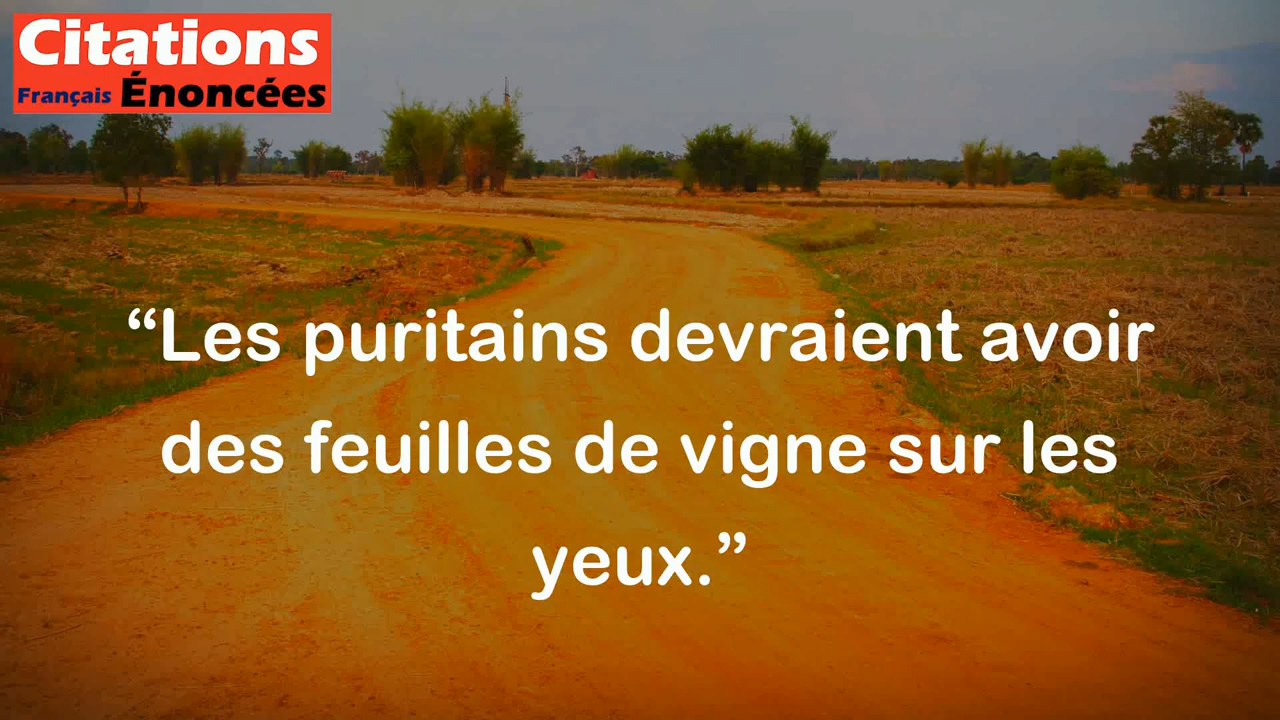 Citations
Français Énoncées
“Les puritains devraient avoir
des feuilles de vigne sur les
yeux.”